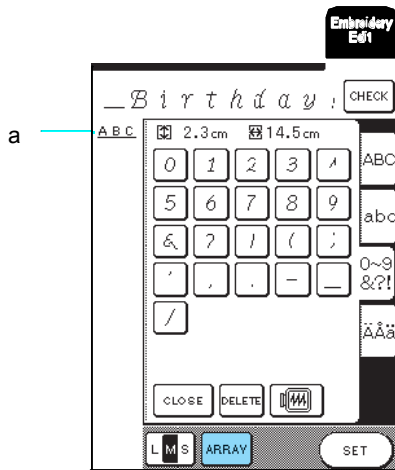 Embroidery
Edit
_Birthday!
CHECK
a
ABC
2.3cm 14.5cm
0 1 2 3
5 6 7 8 9
& ? ! ( ;
' , . - _
/
ABC
abc
0~9
&?!
ÄÅä
CLOSE DELETE
L M S ARRAY SET